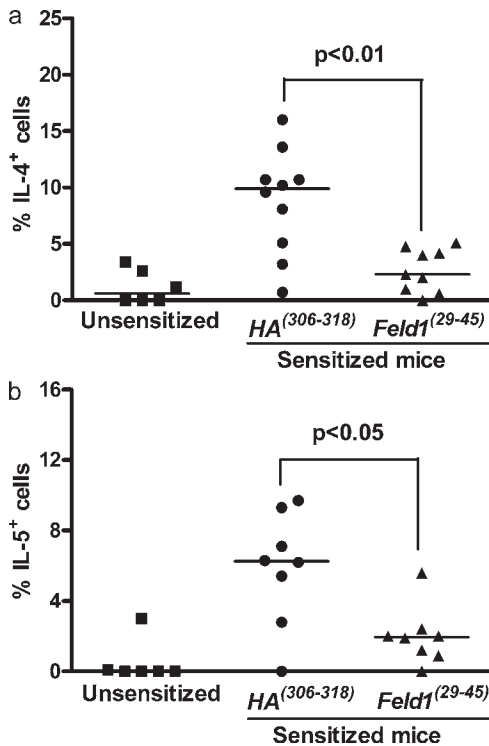 a
25
20
15
10
5
0
% IL-4+ cells
p<0.01
Unsensitized
HA(306-318)
Feld1(29-45)
Sensitized mice
b
16
12
8
4
0
% IL-5+ cells
p<0.05
Unsensitized
HA(306-318)
Feld1(29-45)
Sensitized mice